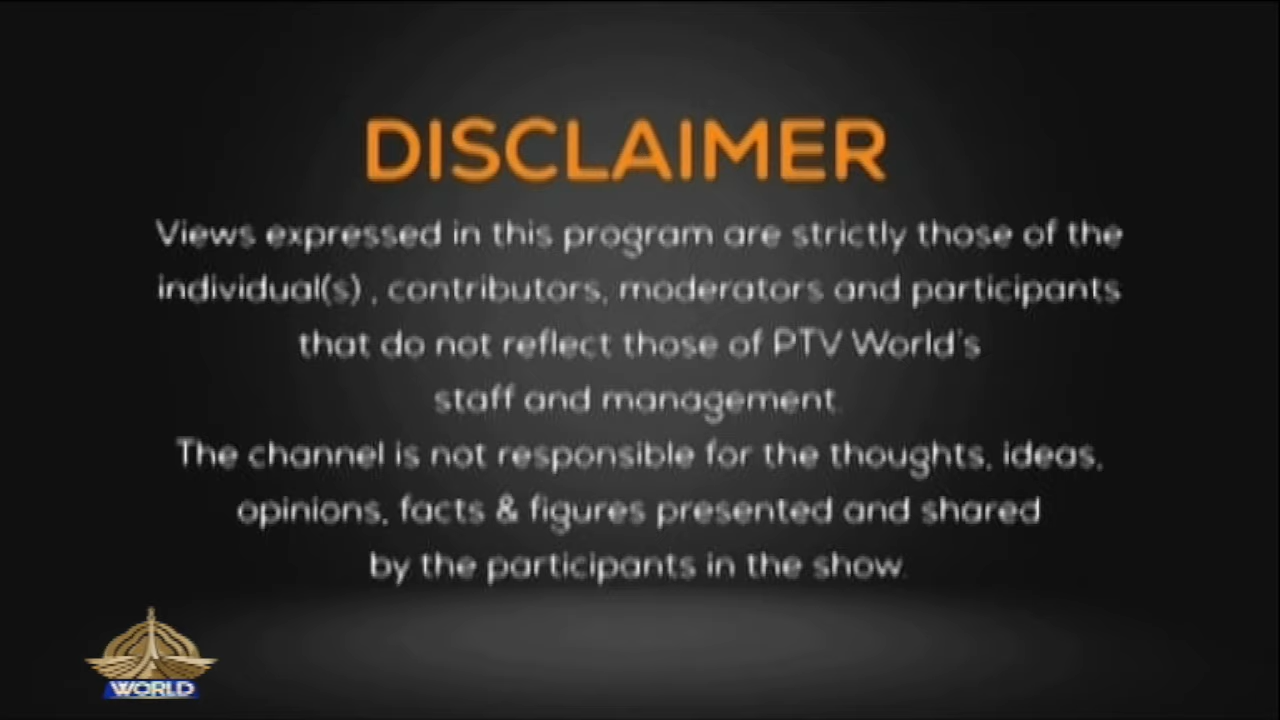 DISCLAIMER
Views expressed in this program are strictly those of the
individual(s) , contributors, moderators and participants
that do not reflect those of PTV World's
staff and management.
The channel is not responsible for the thoughts, ideas,
opinions, facts & figures presented and shared
by the participants in the show.
WORLD